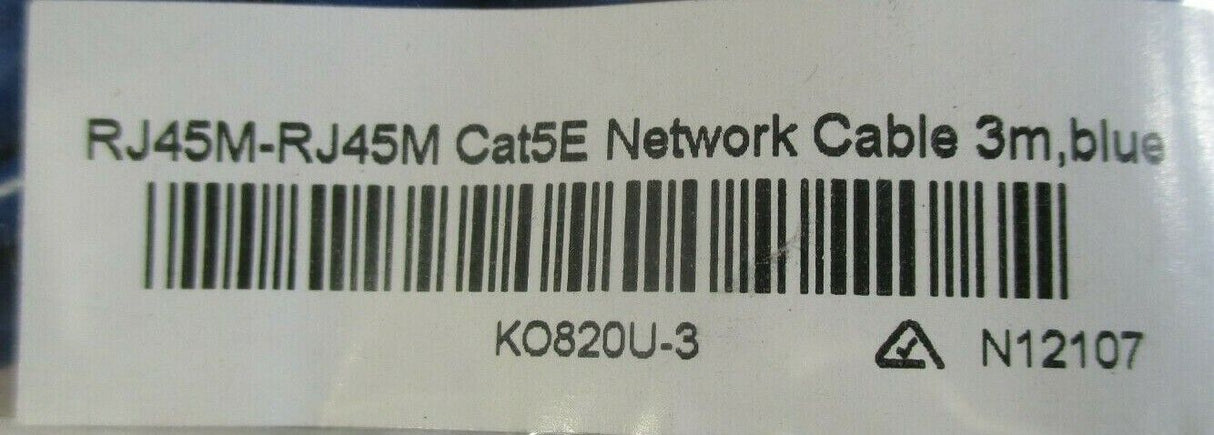 RJ45M-RJ45M Cat5E Network Cable 3m,blue
KO820U-3
N12107